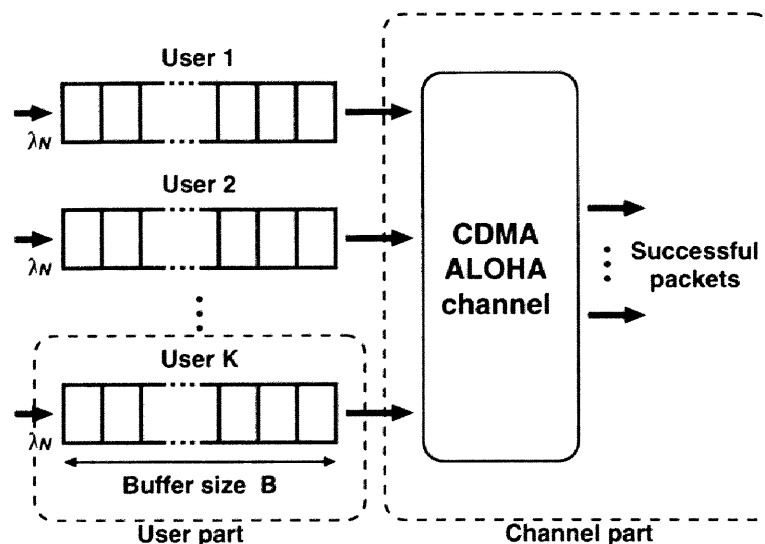 User 1
λN
User 2
λN
CDMA
ALOHA
channel
Successful
packets
User K
λN
Buffer size B
User part
Channel part